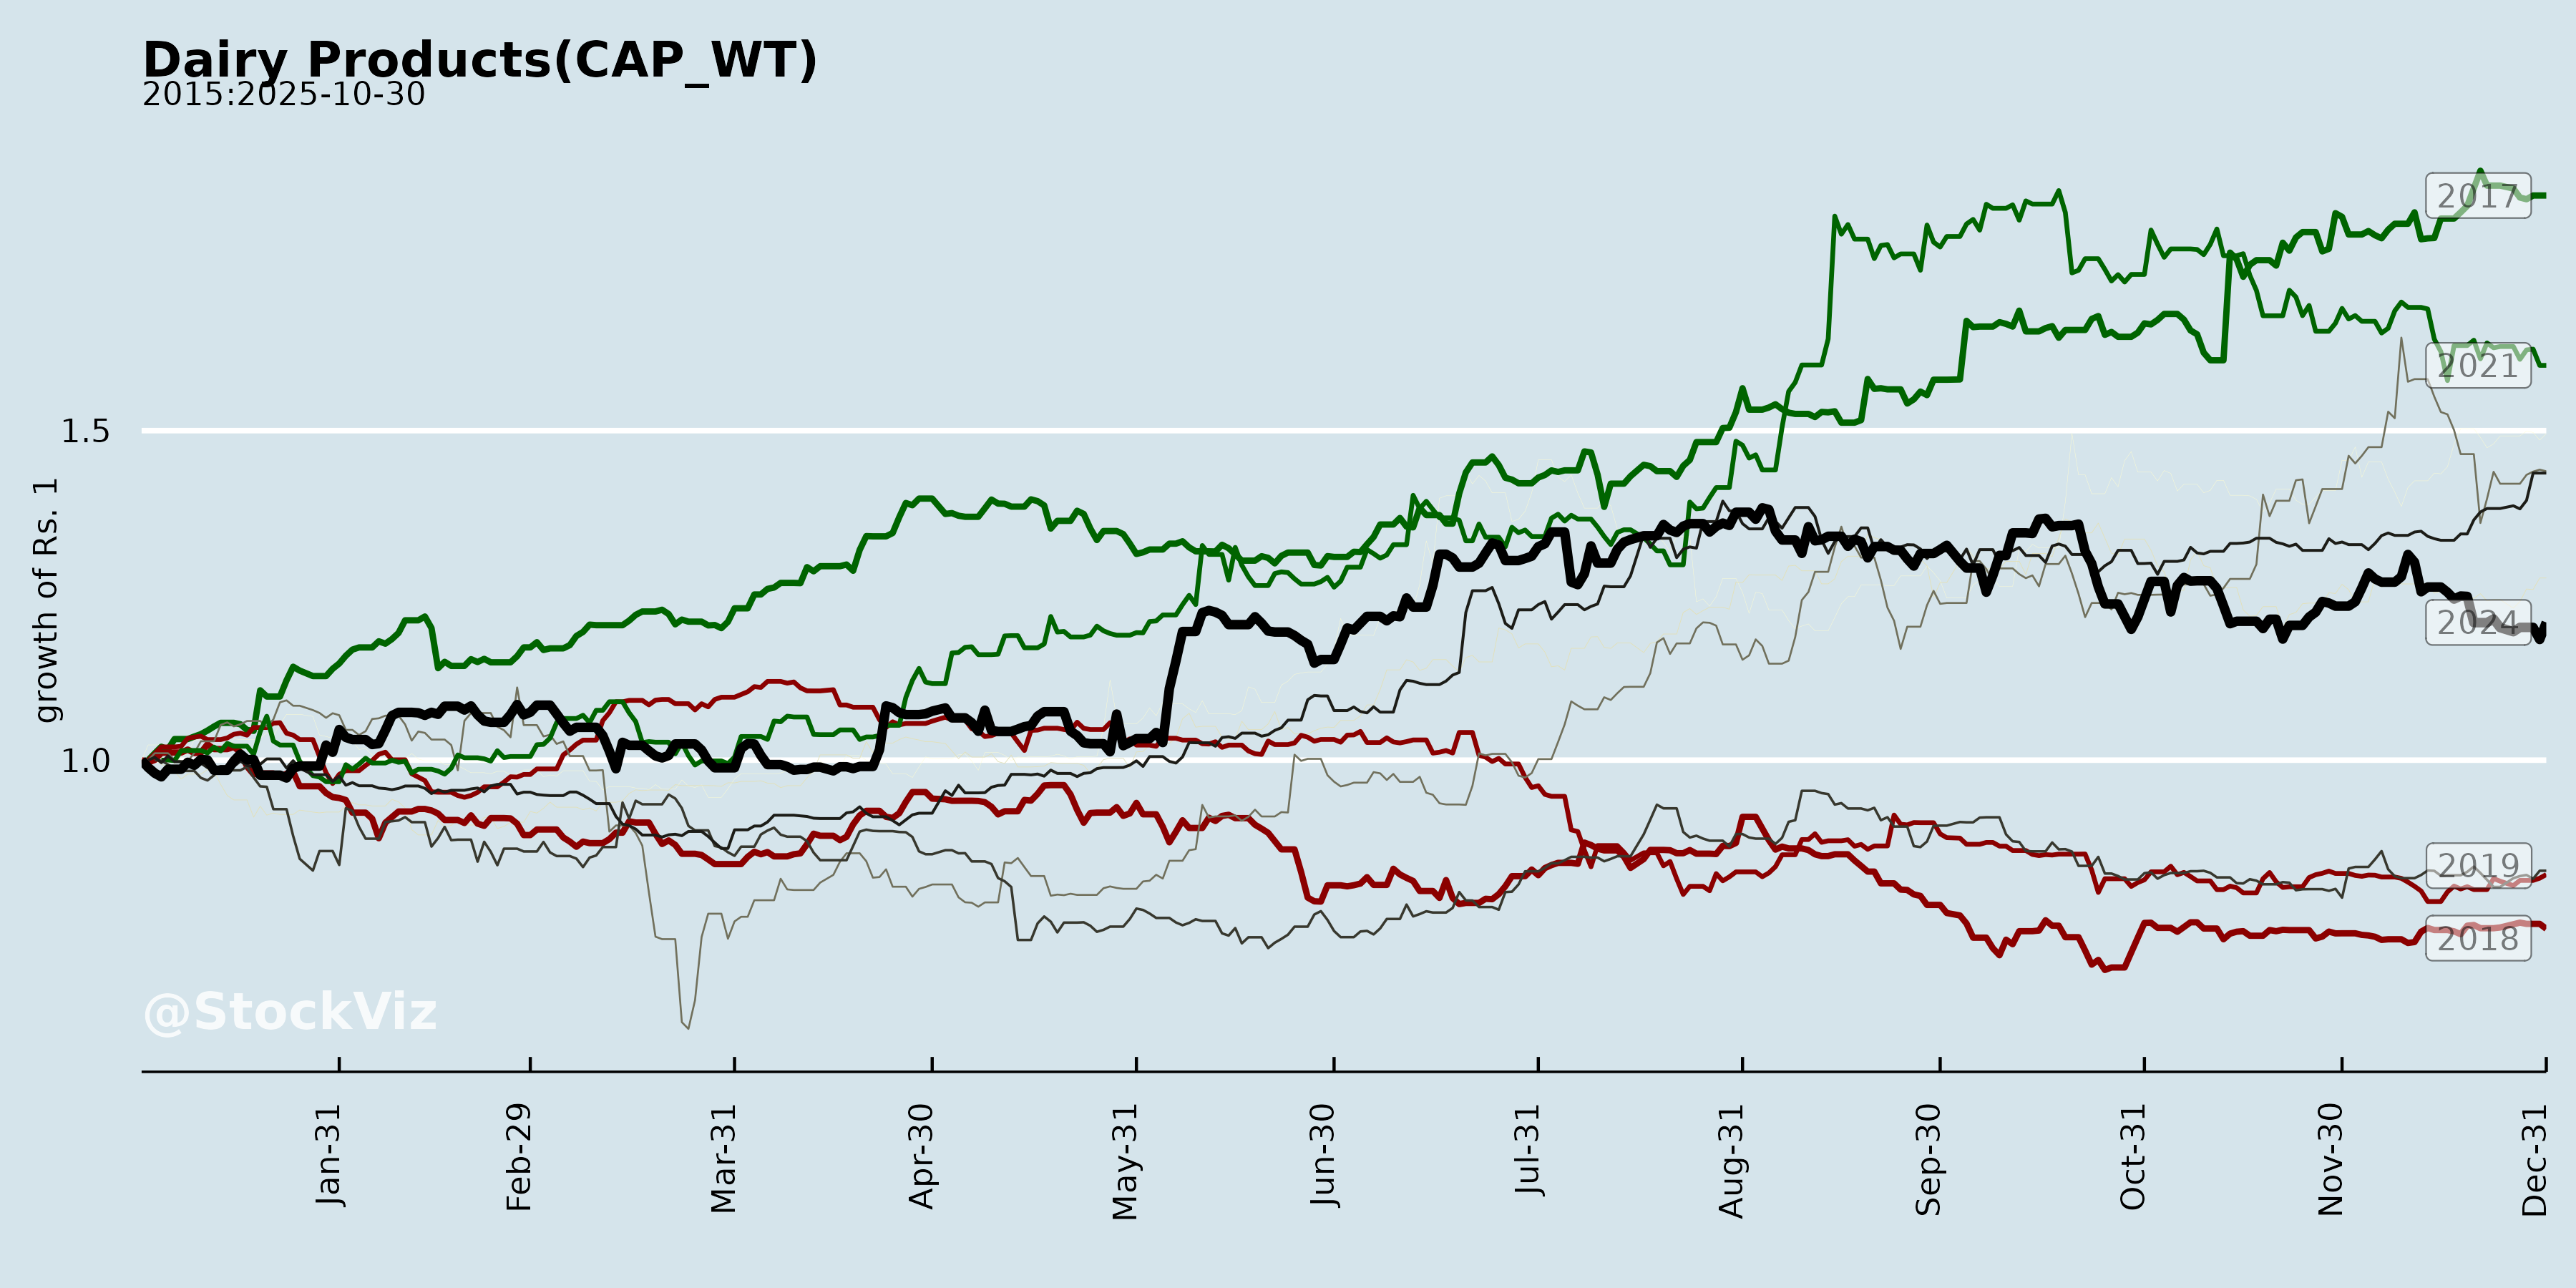 Dairy Products(CAP_WT)
2015:2025-10-30
growth of Rs. 1
1.5
1.0
2017
2021
2024
2019
2018
@StockViz
Jan-31
Feb-29
Mar-31
Apr-30
May-31
Jun-30
Jul-31
Aug-31
Sep-30
Oct-31
Nov-30
Dec-31